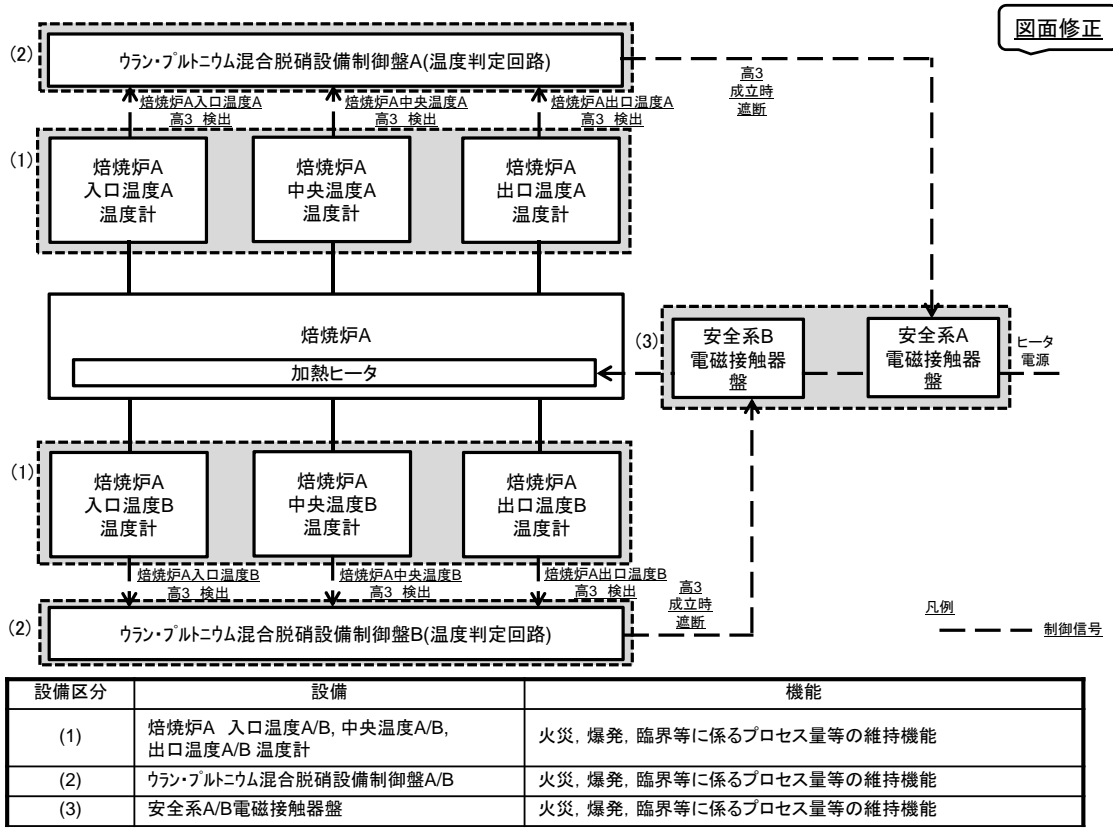 図面修正
(2)
ウラン・プルトニウム混合脱硝設備制御盤A(温度判定回路)
高3
成立時
遮断
焙焼炉A入口温度A
高3 検出
焙焼炉A中央温度A
高3 検出
焙焼炉A出口温度A
高3 検出
(1)
焙焼炉A
入口温度A
温度計
焙焼炉A
中央温度A
温度計
焙焼炉A
出口温度A
温度計
焙焼炉A
加熱ヒータ
(3)
安全系B
電磁接触器
盤
安全系A
電磁接触器
盤
ヒータ
電源
(1)
焙焼炉A
入口温度B
温度計
焙焼炉A
中央温度B
温度計
焙焼炉A
出口温度B
温度計
焙焼炉A入口温度B
高3 検出
焙焼炉A中央温度B
高3 検出
焙焼炉A出口温度B
高3 検出
高3
成立時
遮断
(2)
ウラン・プルトニウム混合脱硝設備制御盤B(温度判定回路)
凡例
制御信号
設備区分 設備 機能
(1) 焙焼炉A 入口温度A/B, 中央温度A/B,
出口温度A/B 温度計 火災, 爆発, 臨界等に係るプロセス量等の維持機能
(2) ウラン・プルトニウム混合脱硝設備制御盤A/B 火災, 爆発, 臨界等に係るプロセス量等の維持機能
(3) 安全系A/B電磁接触器盤 火災, 爆発, 臨界等に係るプロセス量等の維持機能